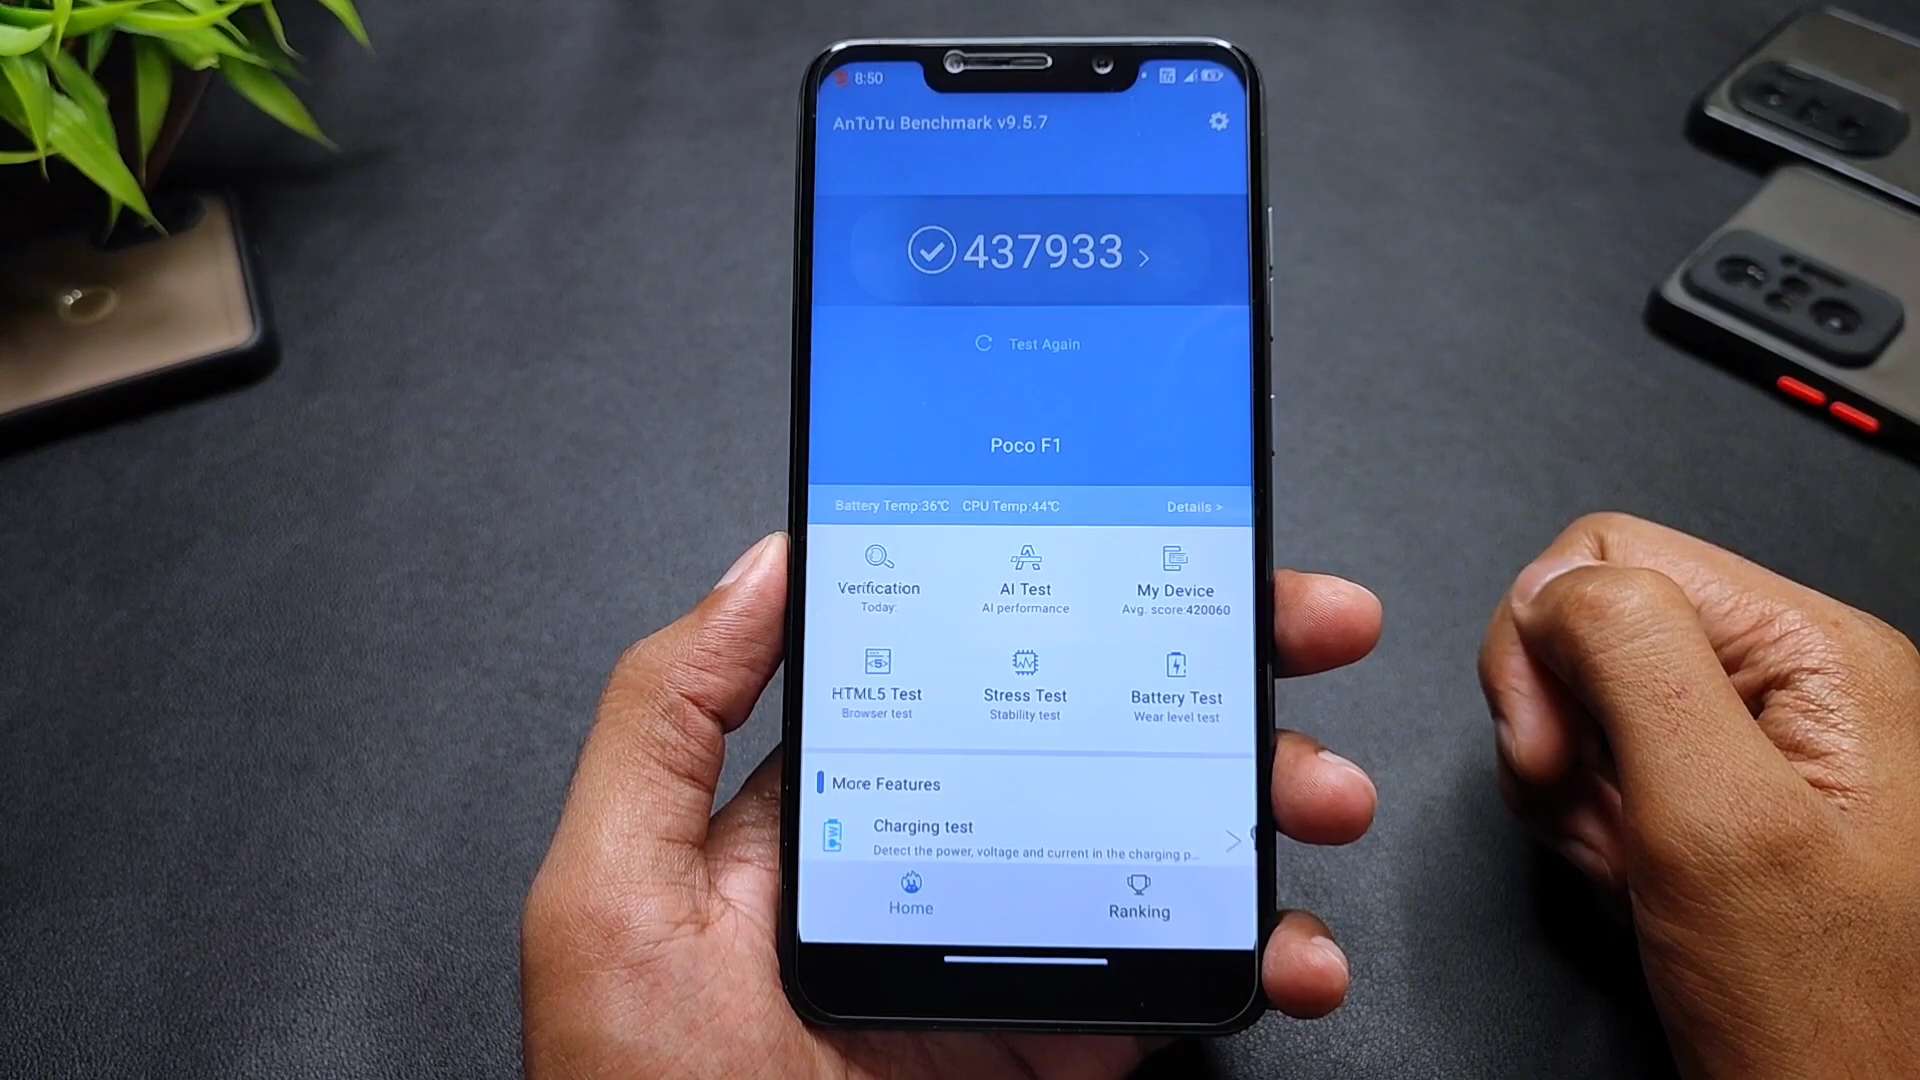 8:50
AnTuTu Benchmark v9.5.7
437933 >
Test Again
Poco F1
Battery Temp:36℃ CPU Temp:44℃ Details >
Verification AI Test My Device
Today: AI performance Avg. score:420060
HTML5 Test Stress Test Battery Test
Browser test Stability test Wear level test
More Features
Charging test
Detect the power, voltage and current in the charging p...
Home Ranking